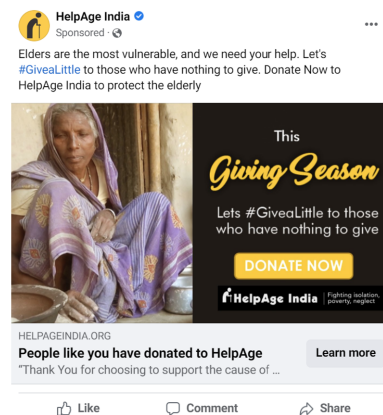 HelpAge India
Sponsored ·
Elders are the most vulnerable, and we need your help. Let's
#GiveaLittle to those who have nothing to give. Donate Now to
HelpAge India to protect the elderly
This
Giving Season
Lets #GiveaLittle to those
who have nothing to give
DONATE NOW
HelpAge India
Fighting isolation,
poverty, neglect
HELPAGEINDIA.ORG
People like you have donated to HelpAge
"Thank You for choosing to support the cause of ...
Learn more
Like
Comment
Share